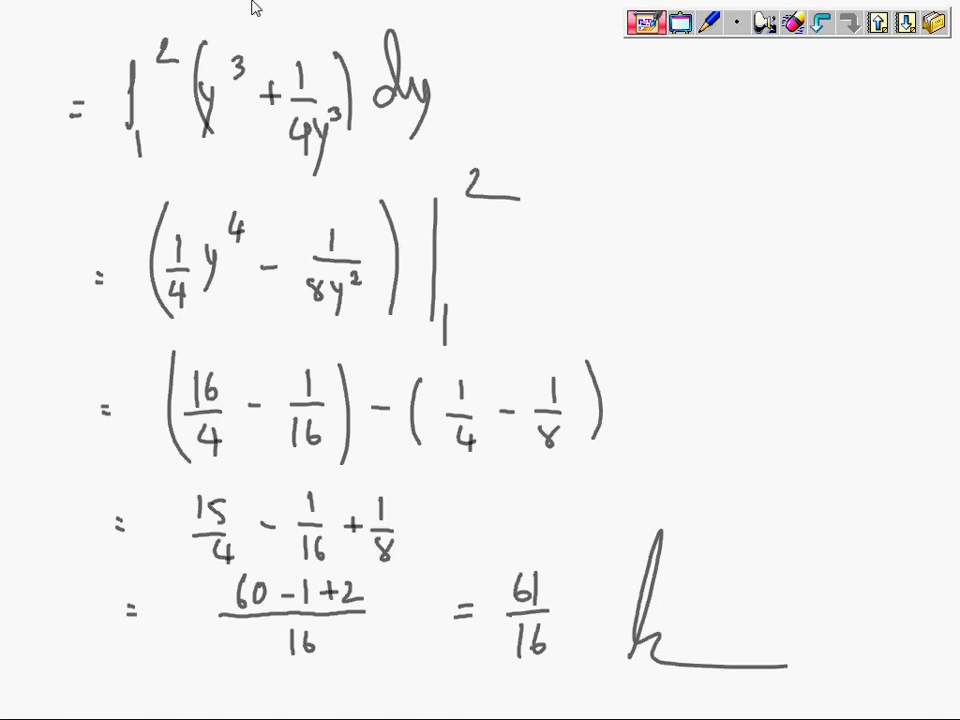 = ∫₁² (y³ + 1/4y³) dy
= (1/4 y⁴ - 1/8y²) |₁²
= (16/4 - 1/16) - (1/4 - 1/8)
= 15/4 - 1/16 + 1/8
= 60 - 1 + 2/16 = 61/16